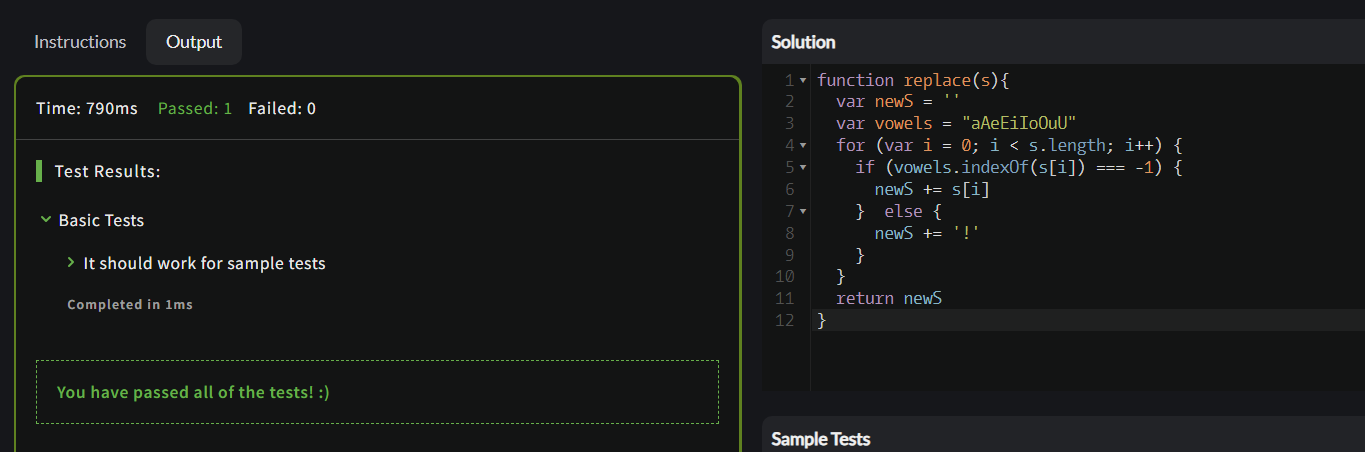 Instructions
Output
Time: 790ms Passed: 1 Failed: 0
Test Results:
Basic Tests
It should work for sample tests
Completed in 1ms
You have passed all of the tests! :)
Solution
1 function replace(s){
2   var newS = ''
3   var vowels = "aAeEiIoOuU"
4   for (var i = 0; i < s.length; i++) {
5     if (vowels.indexOf(s[i]) === -1) {
6       newS += s[i]
7     }  else {
8       newS += '!'
9     }
10   }
11   return newS
12 }
Sample Tests